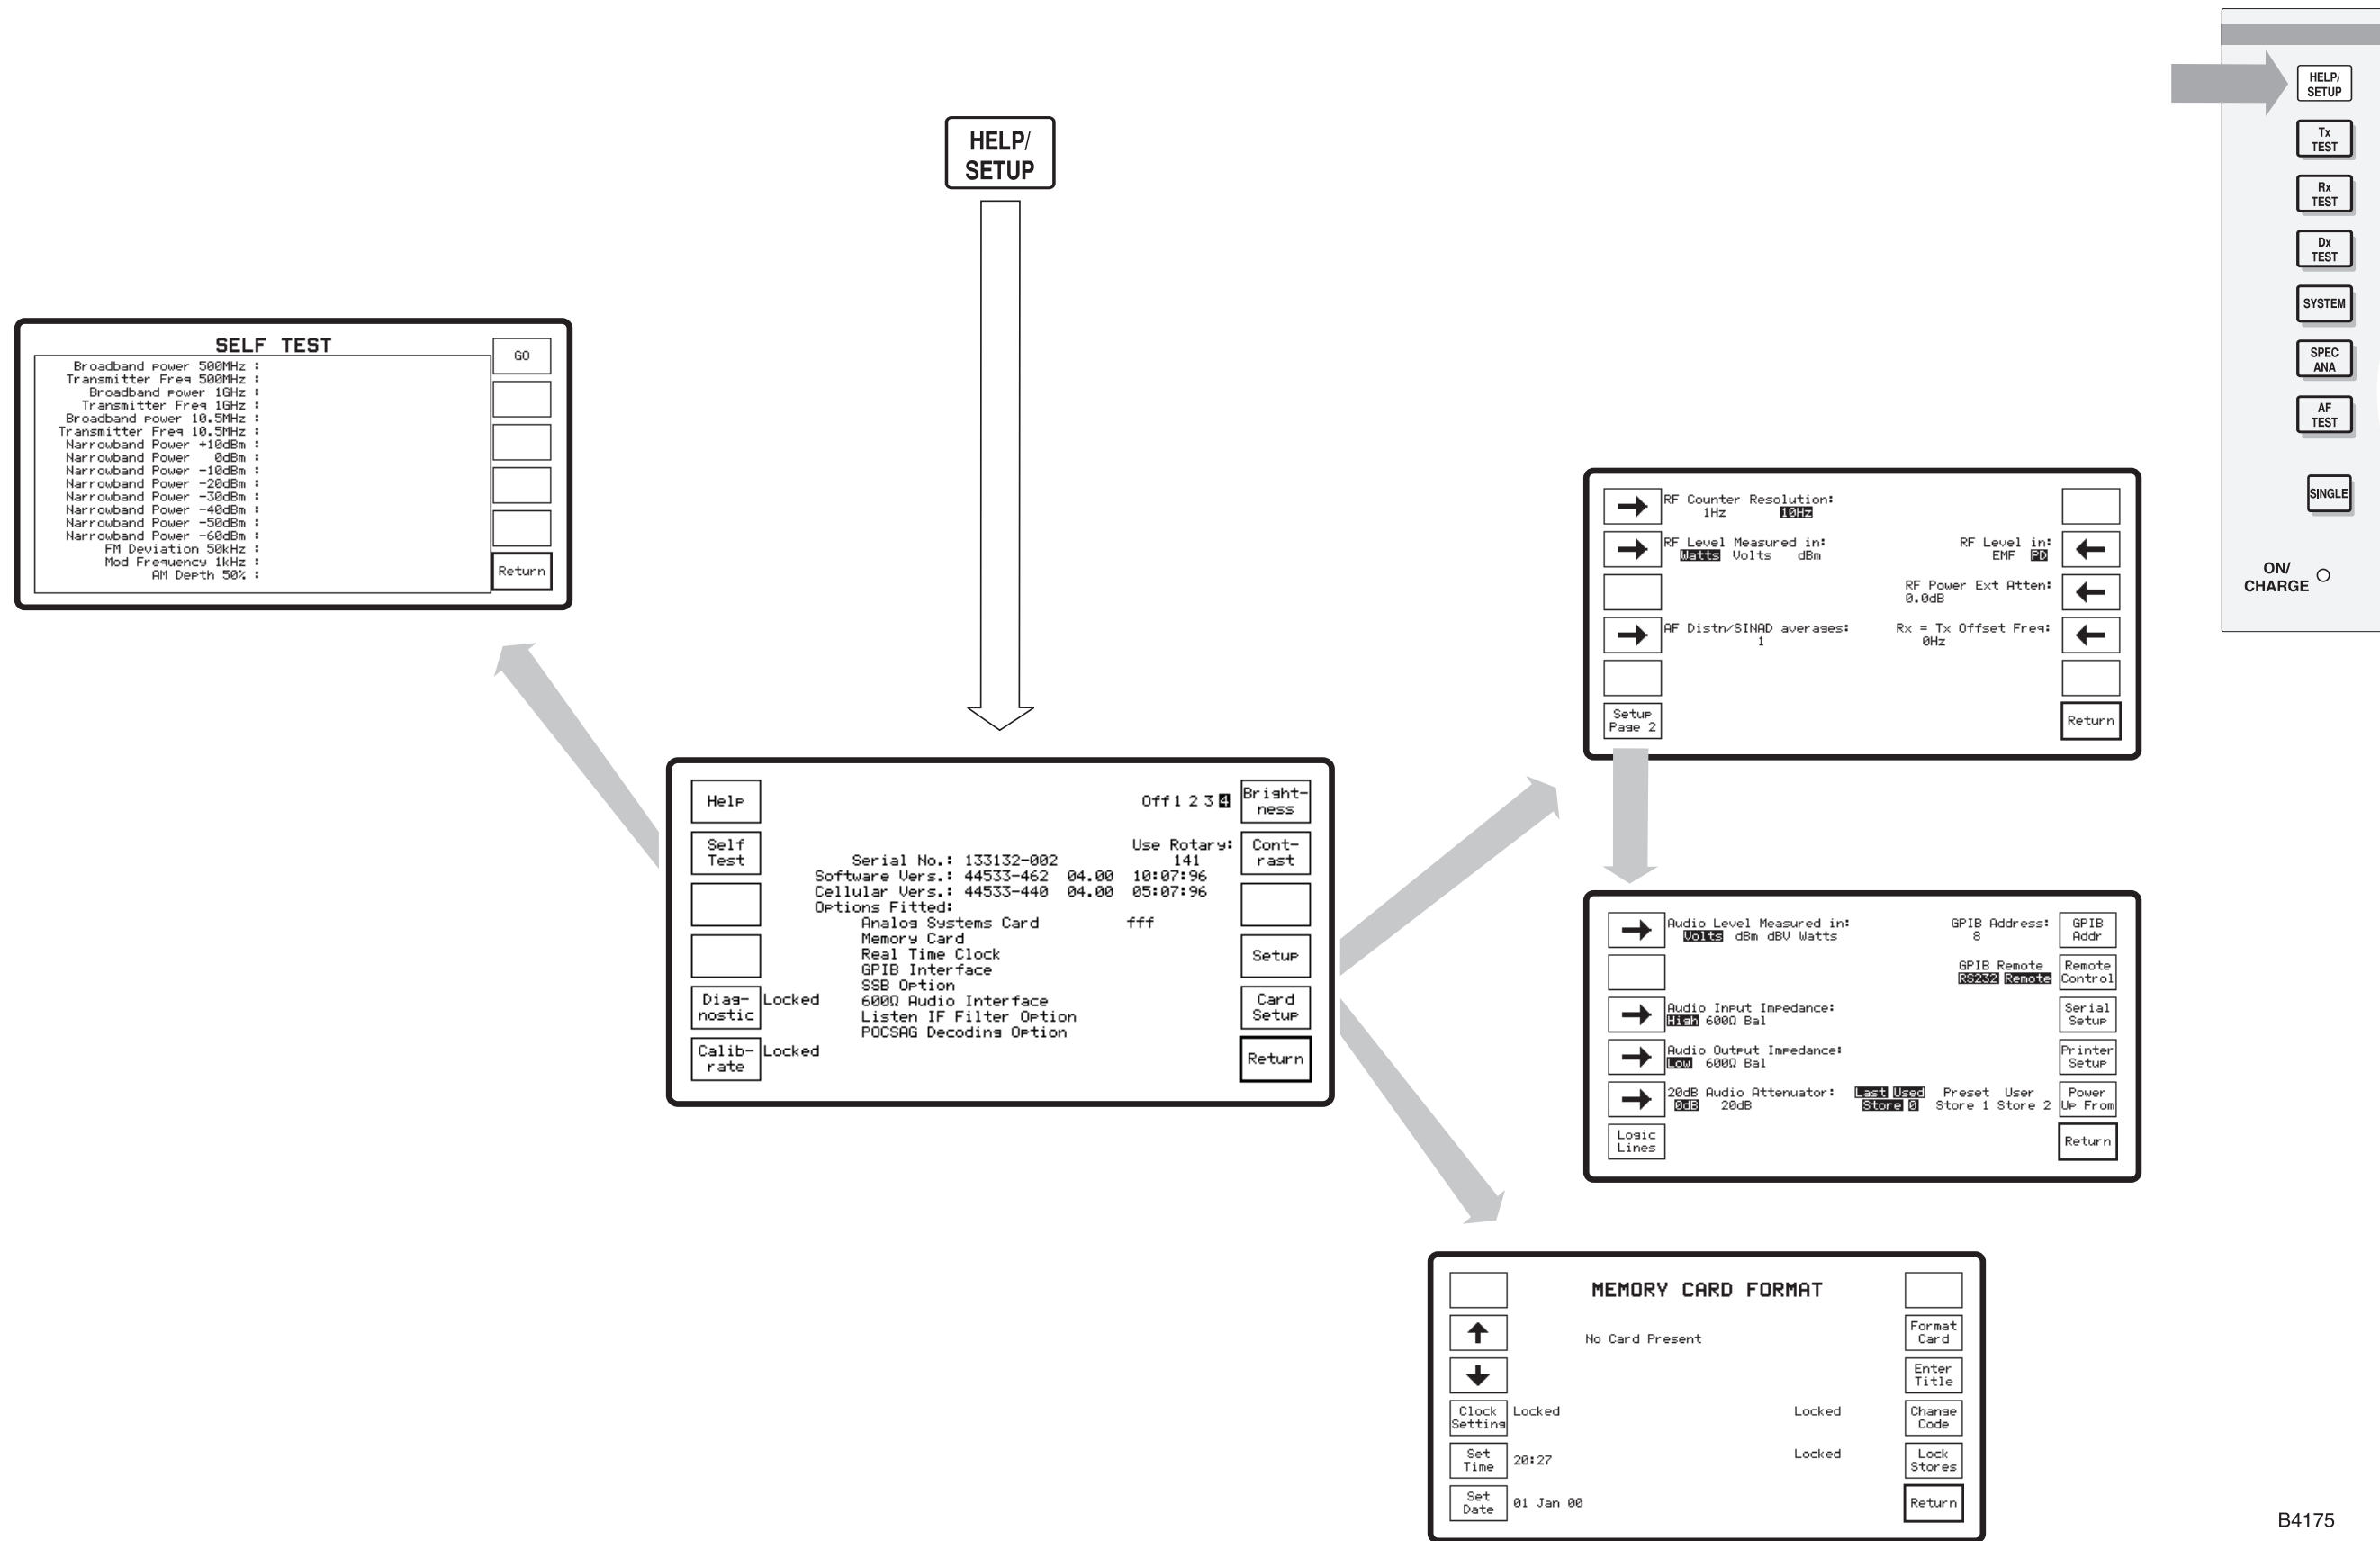 HELP/
SETUP
HELP/
SETUP
Tx
TEST
Rx
TEST
Dx
TEST
SYSTEM
SPEC
ANA
AF
TEST
SINGLE
ON/
CHARGE
SELF TEST
Broadband power 500MHz :
Transmitter Freq 500MHz :
Broadband power 1GHz :
Transmitter Freq 1GHz :
Broadband power 10.5MHz :
Transmitter Freq 10.5MHz :
Narrowband Power +10dBm :
Narrowband Power 0dBm :
Narrowband Power -10dBm :
Narrowband Power -20dBm :
Narrowband Power -30dBm :
Narrowband Power -40dBm :
Narrowband Power -50dBm :
Narrowband Power -60dBm :
FM Deviation 50kHz :
Mod Frequency 1kHz :
AM Depth 50% :
GO
Return
RF Counter Resolution:
1Hz 10Hz
RF Level Measured in:
Watts Volts dBm
RF Level in:
EMF PD
RF Power Ext Atten:
0.0dB
AF Distn/SINAD averages:
1
Rx = Tx Offset Freq:
0Hz
Setup
Page 2
Return
Help
Off 1 2 3 4
Bright-
ness
Self
Test
Use Rotary:
141
Cont-
rast
Serial No.: 133132-002
Software Vers.: 44533-462 04.00 10:07:96
Cellular Vers.: 44533-440 04.00 05:07:96
Options Fitted:
Analog Systems Card fff
Memory Card
Real Time Clock
GPIB Interface
SSB Option
600Ω Audio Interface
Listen IF Filter Option
POCSAG Decoding Option
Setup
Diag-
nostic
Locked
Card
Setup
Calib-
rate
Locked
Return
Audio Level Measured in:
Volts dBm dBV Watts
GPIB Address:
8
GPIB
Addr
GPIB Remote
RS232 Remote
Remote
Control
Audio Input Impedance:
High 600Ω Bal
Serial
Setup
Audio Output Impedance:
Low 600Ω Bal
Printer
Setup
20dB Audio Attenuator:
0dB 20dB
Last Used Preset User
Store 0 Store 1 Store 2
Power
Up From
Logic
Lines
Return
MEMORY CARD FORMAT
No Card Present
Format
Card
Enter
Title
Clock
Setting
Locked
Locked
Change
Code
Set
Time
20:27
Locked
Lock
Stores
Set
Date
01 Jan 00
Return
B4175